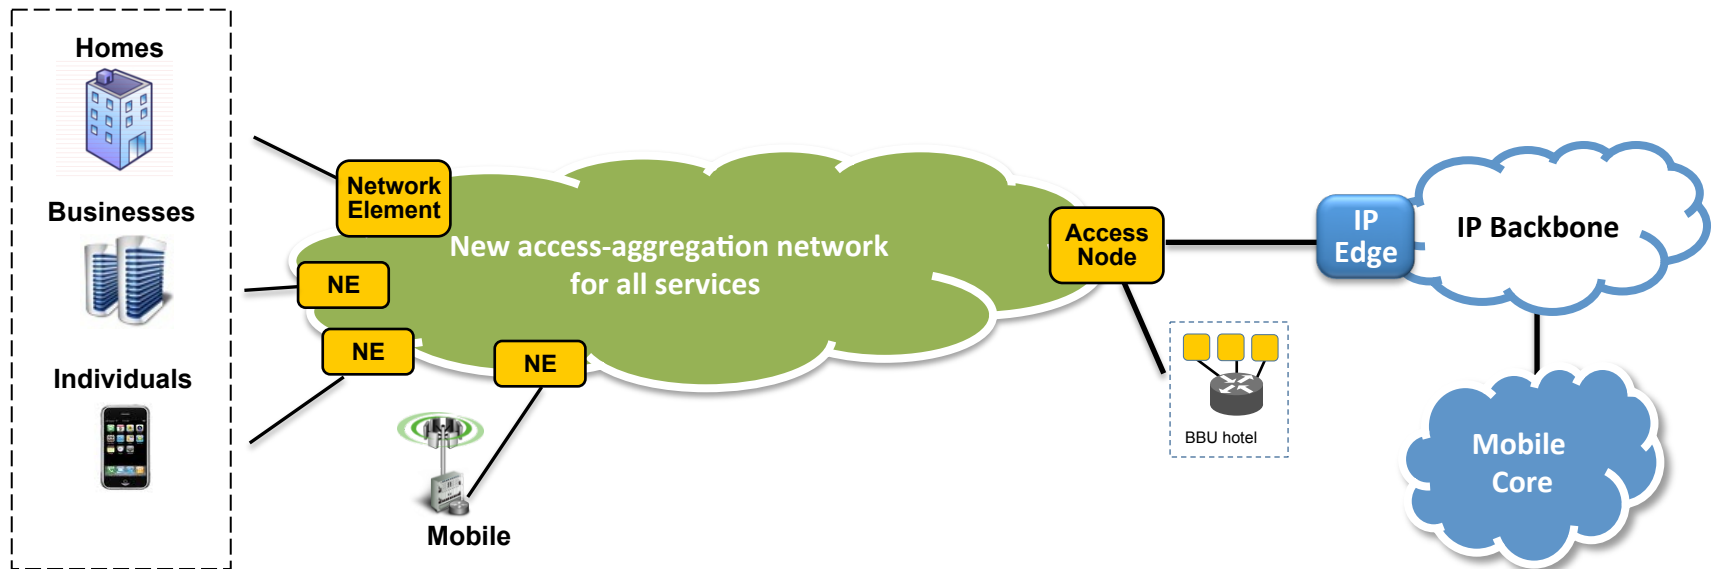 Homes
Businesses
Individuals
Network
Element
NE
NE
NE
Mobile
New access-aggregation network
for all services
Access
Node
BBU hotel
IP
Edge
IP Backbone
Mobile
Core